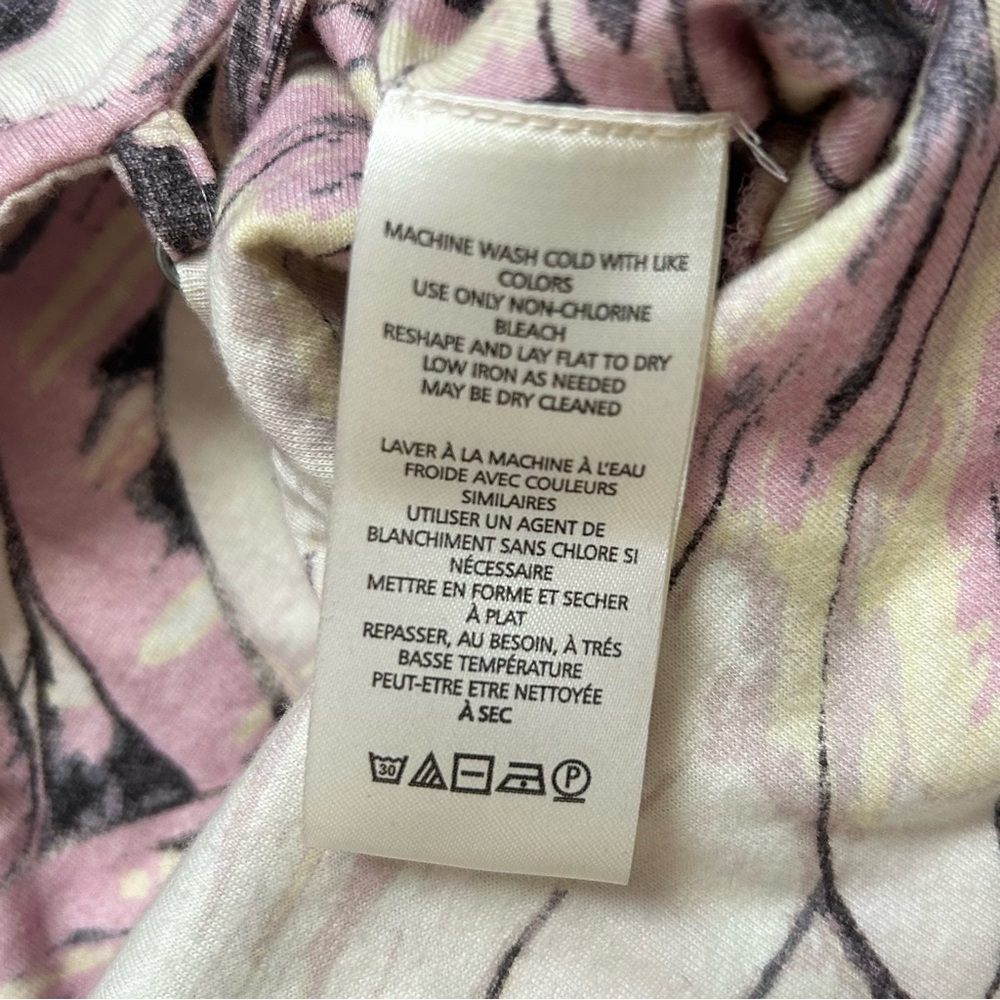 MACHINE WASH COLD WITH LIKE
COLORS
USE ONLY NON-CHLORINE
BLEACH
RESHAPE AND LAY FLAT TO DRY
LOW IRON AS NEEDED
MAY BE DRY CLEANED
LAVER À LA MACHINE À L'EAU
FROIDE AVEC COULEURS
SIMILAIRES
UTILISER UN AGENT DE
BLANCHIMENT SANS CHLORE SI
NÉCESSAIRE
METTRE EN FORME ET SECHER
À PLAT
REPASSER, AU BESOIN, À TRÉS
BASSE TEMPÉRATURE
PEUT-ETRE ETRE NETTOYÉE
À SEC
30 P